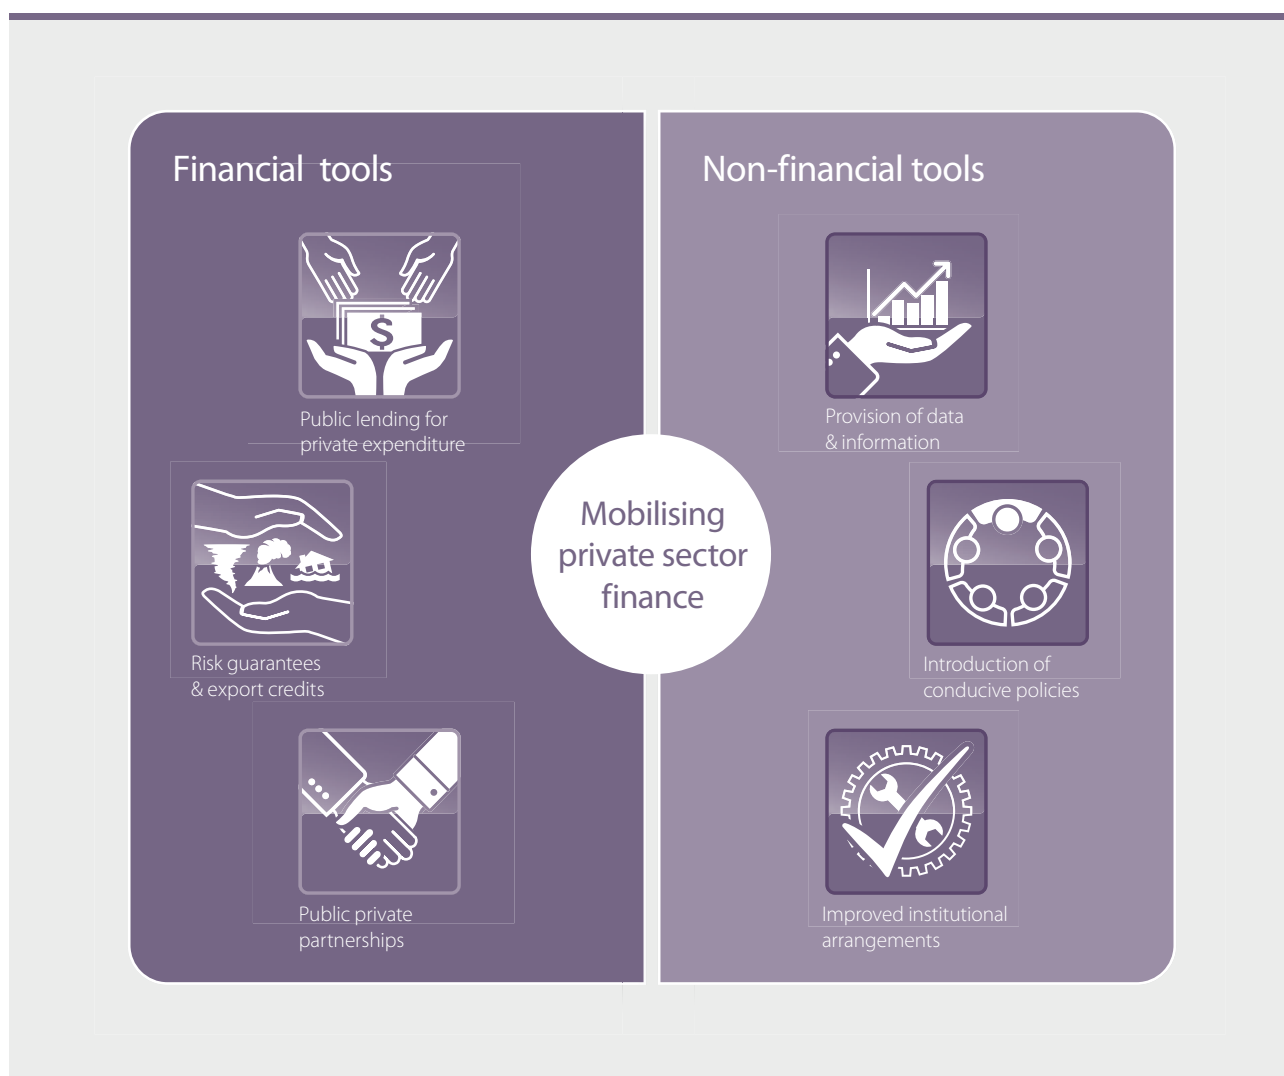 Financial tools
$
Public lending for
private expenditure
Risk guarantees
& export credits
Public private
partnerships
Mobilising
private sector
finance
Non-financial tools
Provision of data
& information
Introduction of
conducive policies
Improved institutional
arrangements